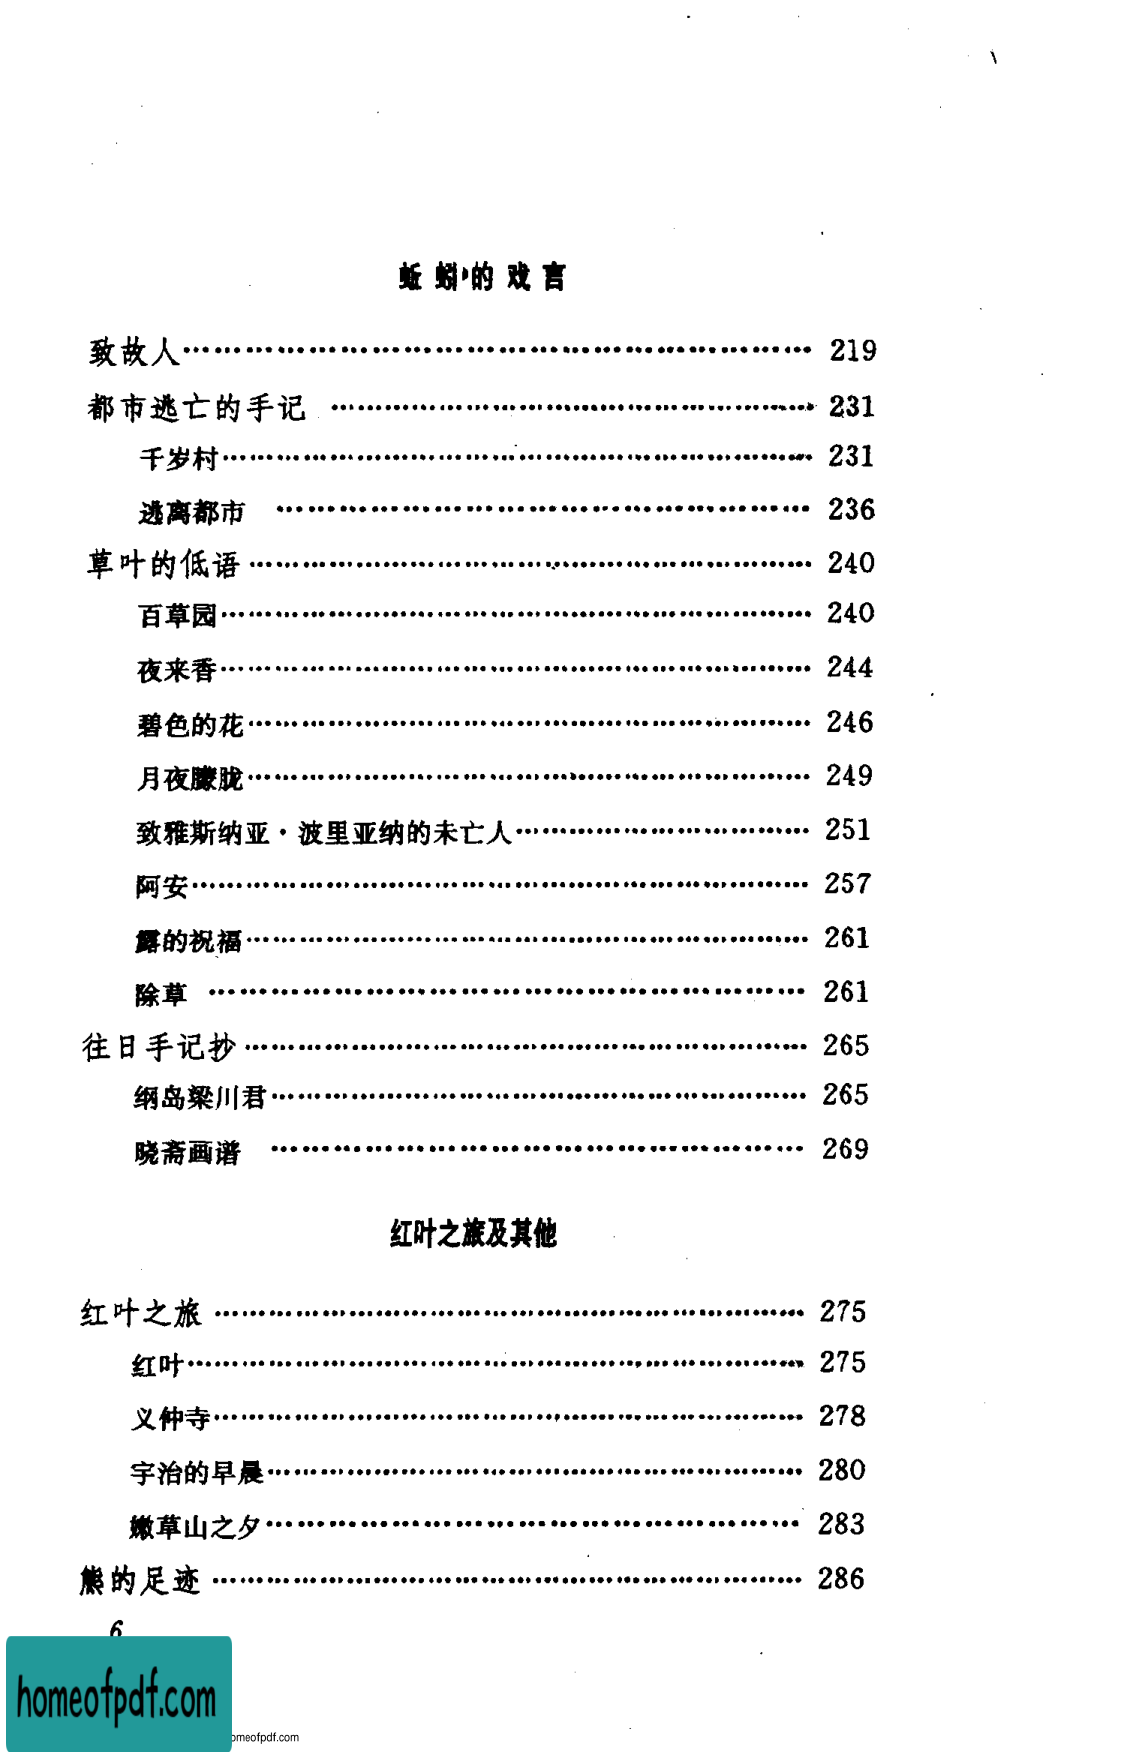 蚯蚓的戏言
致故人…………………………………………………… 219
都市逃亡的手记 ……………………………………… 231
千岁村………………………………………………… 231
逃离都市 …………………………………………… 236
草叶的低语 ……………………………………………… 240
百草园………………………………………………… 240
夜来香………………………………………………… 244
碧色的花……………………………………………… 246
月夜朦胧……………………………………………… 249
致雅斯纳亚·波里亚纳的未亡人……………………… 251
阿安…………………………………………………… 257
露的祝福……………………………………………… 261
除草 ………………………………………………… 261
往日手记抄 ……………………………………………… 265
纲岛梁川君…………………………………………… 265
晓斋画谱 …………………………………………… 269
红叶之旅及其他
红叶之旅 ………………………………………………… 275
红叶…………………………………………………… 275
义仲寺………………………………………………… 278
宇治的早晨…………………………………………… 280
嫩草山之夕…………………………………………… 283
熊的足迹 ………………………………………………… 286
6
homeofpdf.com
omeofpdf.com